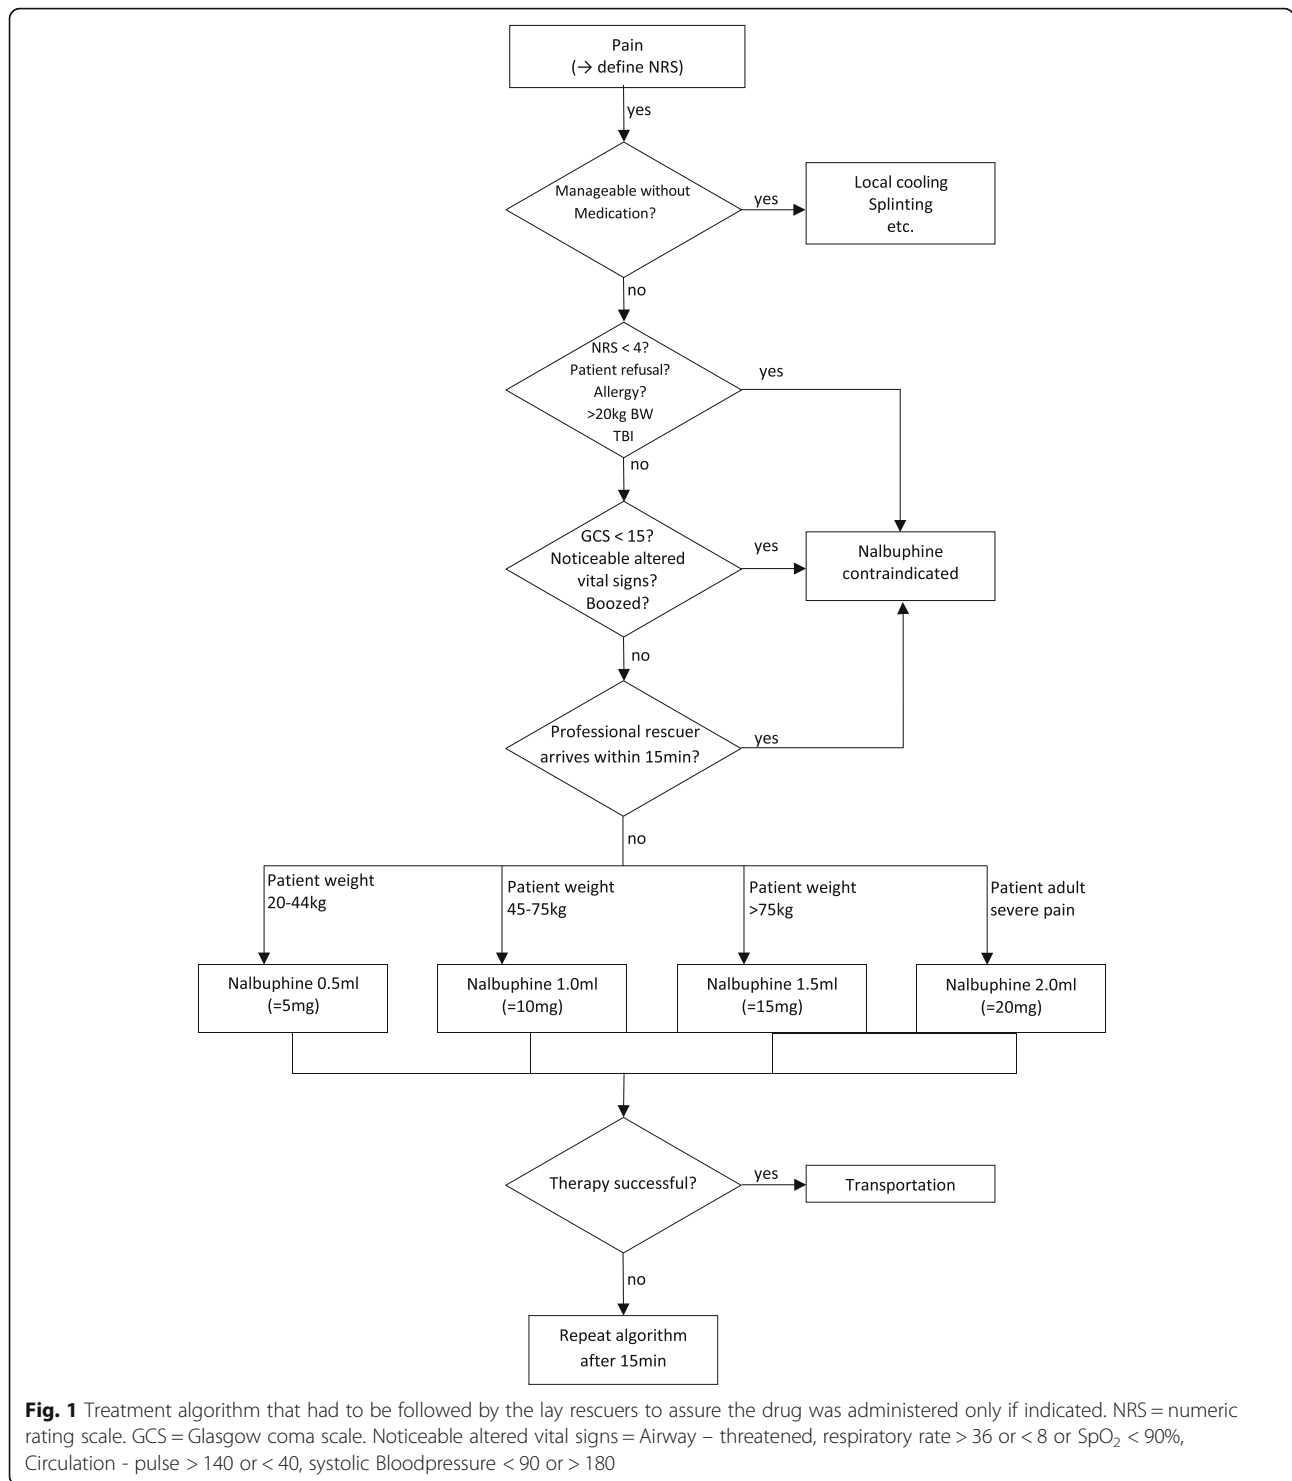 Pain
(→ define NRS)
yes
Manageable without
Medication?
yes
Local cooling
Splinting
etc.
no
NRS < 4?
Patient refusal?
Allergy?
>20kg BW
TBI
yes
no
GCS < 15?
Noticeable altered
vital signs?
Boozed?
yes
Nalbuphine
contraindicated
no
Professional rescuer
arrives within 15min?
yes
no
Patient weight
20-44kg
Patient weight
45-75kg
Patient weight
>75kg
Patient adult
severe pain
Nalbuphine 0.5ml
(=5mg)
Nalbuphine 1.0ml
(=10mg)
Nalbuphine 1.5ml
(=15mg)
Nalbuphine 2.0ml
(=20mg)
Therapy successful?
yes
Transportation
no
Repeat algorithm
after 15min
Fig. 1 Treatment algorithm that had to be followed by the lay rescuers to assure the drug was administered only if indicated. NRS = numeric
rating scale. GCS = Glasgow coma scale. Noticeable altered vital signs = Airway – threatened, respiratory rate > 36 or < 8 or SpO₂ < 90%,
Circulation - pulse > 140 or < 40, systolic Bloodpressure < 90 or > 180